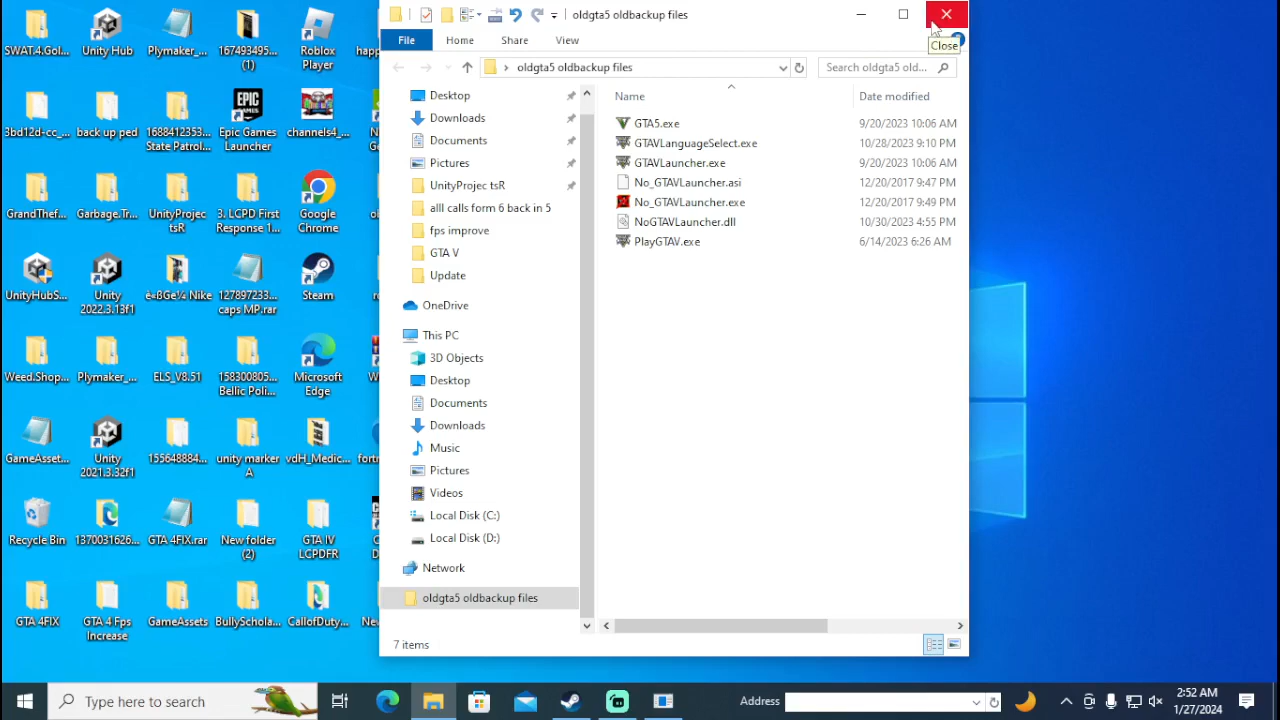 oldgta5 oldbackup files
File
Home
Share
View
Close
oldgta5 oldbackup files
Search oldgta5 old...
Desktop
Downloads
Documents
Pictures
UnityProjec tsR
alll calls form 6 back in 5
fps improve
GTA V
Update
OneDrive
This PC
3D Objects
Desktop
Documents
Downloads
Music
Pictures
Videos
Local Disk (C:)
Local Disk (D:)
Network
oldgta5 oldbackup files
7 items
Name
Date modified
GTA5.exe 9/20/2023 10:06 AM
GTAVLanguageSelect.exe 10/28/2023 9:10 PM
GTAVLauncher.exe 9/20/2023 10:06 AM
No_GTAVLauncher.asi 12/20/2017 9:47 PM
No_GTAVLauncher.exe 12/20/2017 9:49 PM
NoGTAVLauncher.dll 10/30/2023 4:55 PM
PlayGTAV.exe 6/14/2023 6:26 AM
SWAT.4.Gol...
Unity Hub
Plymaker_...
167493495...
(1)
Roblox
Player
3bd12d-cc_...
back up ped
1688412353...
State Patrol...
Epic Games
Launcher
channels4_...
GrandThef...
Garbage.Tr...
UnityProjec
tsR
3. LCPD First
Response 1...
Google
Chrome
UnityHubS...
Unity
2022.3.13f1
è«ßGe¼ Nike
127897233...
caps MP.rar
Steam
Weed.Shop...
Plymaker_...
ELS_V8.51
158300805...
Bellic Poli...
Microsoft
Edge
GameAsset...
Unity
2021.3.32f1
155648884...
unity marker
A
vdH_Medic...
Recycle Bin
1370031626...
GTA 4FIX.rar
New folder
(2)
GTA IV
LCPDFR
GTA 4FIX
GTA 4 Fps
Increase
GameAssets
BullySchola...
CallofDuty...
Type here to search
Address
2:52 AM
1/27/2024